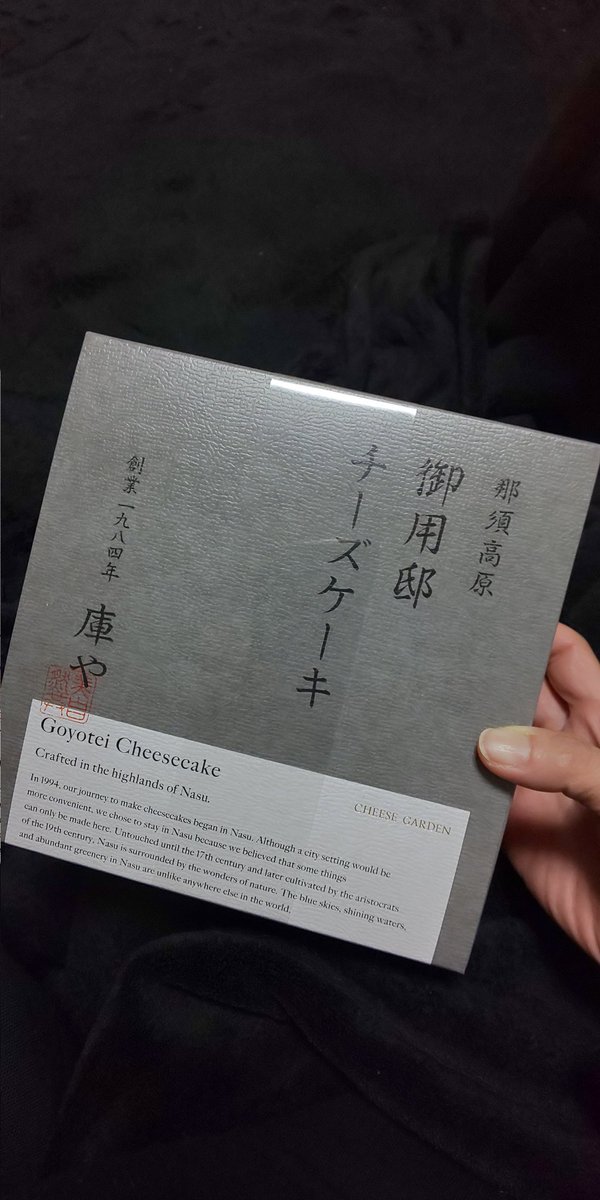 那須高原
御用邸
チーズケーキ
創業一九八四年
庫や
Goyotei Cheesecake
Crafted in the highlands of Nasu.
In 1994, our journey to make cheesecakes began in Nasu. Although a city setting would be
more convenient, we chose to stay in Nasu because we believed that some things
can only be made here. Untouched until the 17th century and later cultivated by the aristocrats
of the 19th century, Nasu is surrounded by the wonders of nature. The blue skies, shining waters,
and abundant greenery in Nasu are unlike anywhere else in the world.
CHEESE GARDEN